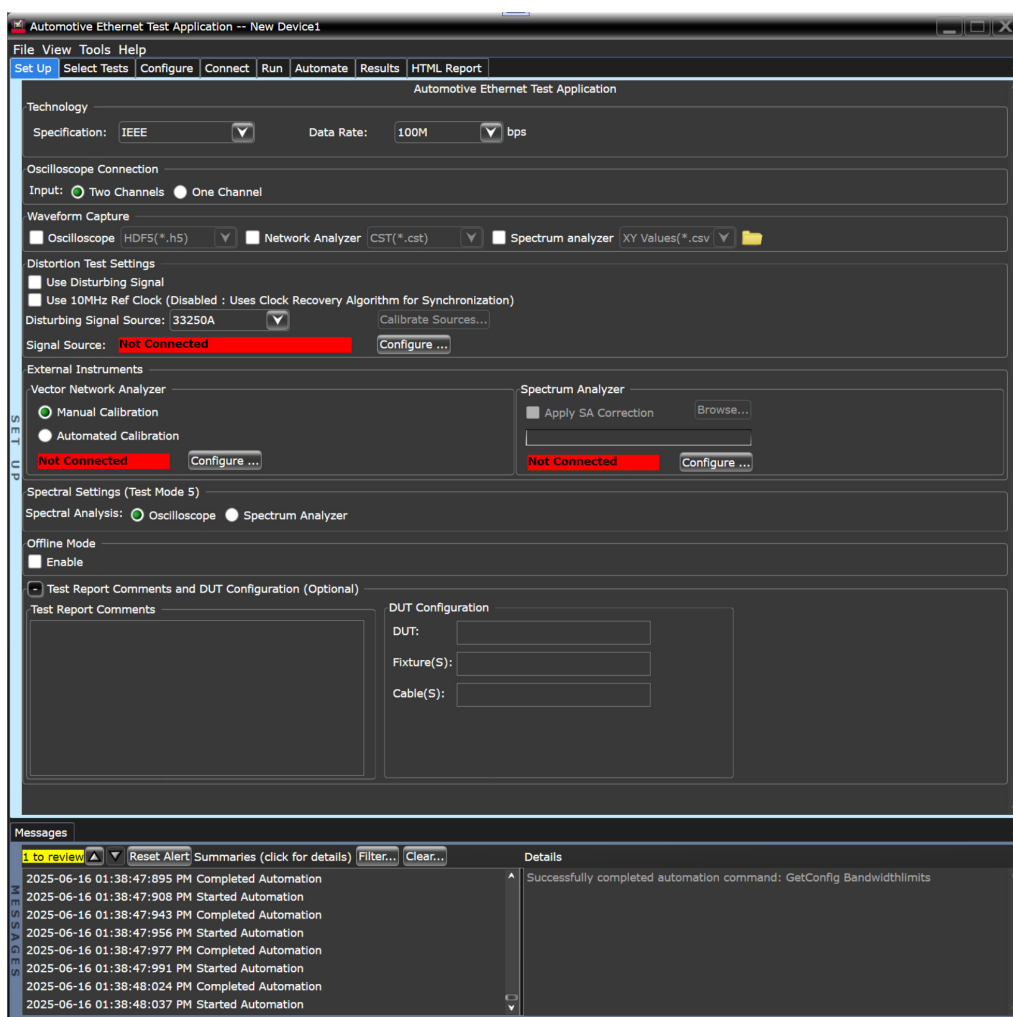 Automotive Ethernet Test Application -- New Device1
File View Tools Help
Set Up Select Tests Configure Connect Run Automate Results HTML Report
Automotive Ethernet Test Application
Technology
Specification: IEEE Data Rate: 100M bps
Oscilloscope Connection
Input: Two Channels One Channel
Waveform Capture
Oscilloscope HDF5(*.h5) Network Analyzer CST(*.cst) Spectrum analyzer XY Values(*.csv
Distortion Test Settings
Use Disturbing Signal
Use 10MHz Ref Clock (Disabled : Uses Clock Recovery Algorithm for Synchronization)
Disturbing Signal Source: 33250A Calibrate Sources...
Signal Source: Not Connected Configure ...
External Instruments
Vector Network Analyzer Spectrum Analyzer
Manual Calibration Apply SA Correction Browse...
Automated Calibration
Not Connected Configure ... Not Connected Configure ...
SET UP
Spectral Settings (Test Mode 5)
Spectral Analysis: Oscilloscope Spectrum Analyzer
Offline Mode
Enable
- Test Report Comments and DUT Configuration (Optional)
Test Report Comments DUT Configuration
DUT:
Fixture(S):
Cable(S):
Messages
1 to review Reset Alert Summaries (click for details) Filter... Clear... Details
2025-06-16 01:38:47:895 PM Completed Automation Successfully completed automation command: GetConfig Bandwidthlimits
2025-06-16 01:38:47:908 PM Started Automation
2025-06-16 01:38:47:943 PM Completed Automation
2025-06-16 01:38:47:956 PM Started Automation
2025-06-16 01:38:47:977 PM Completed Automation
2025-06-16 01:38:47:991 PM Started Automation
2025-06-16 01:38:48:024 PM Completed Automation
2025-06-16 01:38:48:037 PM Started Automation
MESSAGES